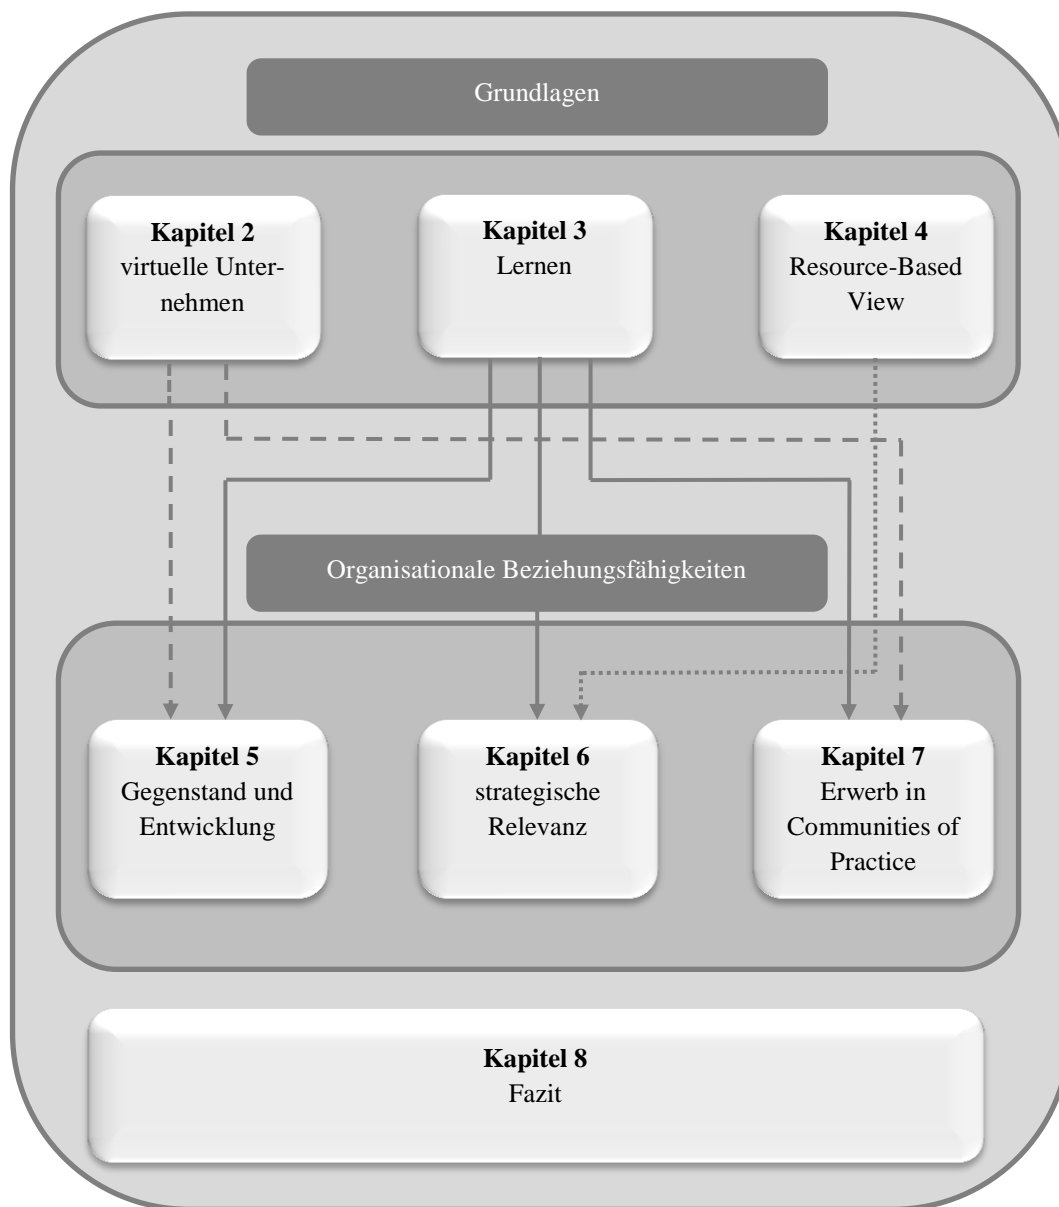 Grundlagen
Kapitel 2
virtuelle Unter-
nehmen
Kapitel 3
Lernen
Kapitel 4
Resource-Based
View
Organisationale Beziehungsfähigkeiten
Kapitel 5
Gegenstand und
Entwicklung
Kapitel 6
strategische
Relevanz
Kapitel 7
Erwerb in
Communities of
Practice
Kapitel 8
Fazit